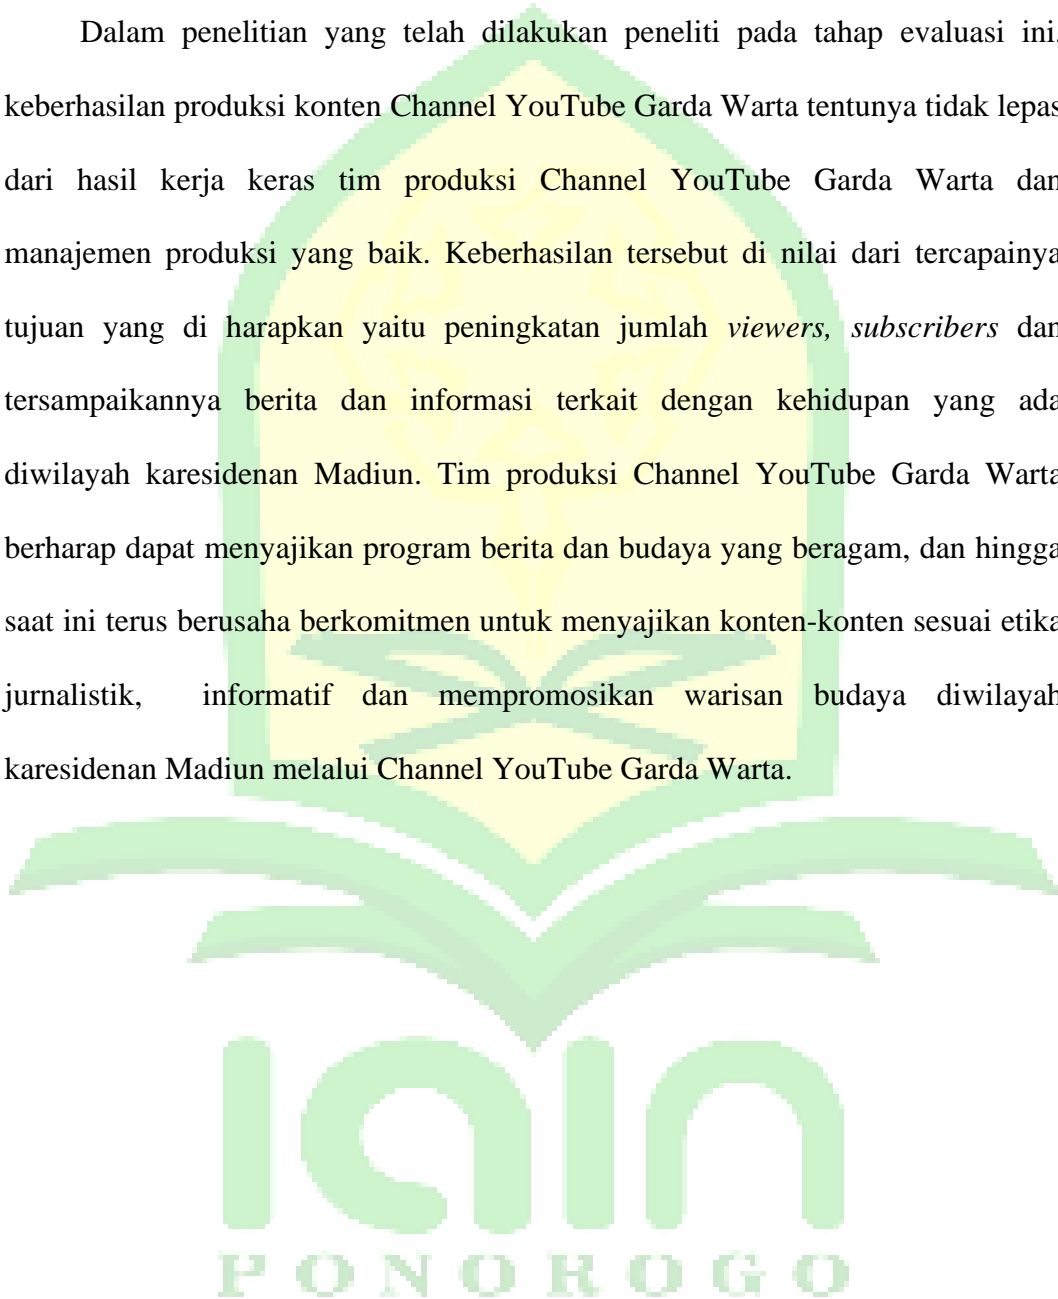 Dalam penelitian yang telah dilakukan peneliti pada tahap evaluasi ini,
keberhasilan produksi konten Channel YouTube Garda Warta tentunya tidak lepas
dari hasil kerja keras tim produksi Channel YouTube Garda Warta dan
manajemen produksi yang baik. Keberhasilan tersebut di nilai dari tercapainya
tujuan yang di harapkan yaitu peningkatan jumlah viewers, subscribers dan
tersampaikannya berita dan informasi terkait dengan kehidupan yang ada
diwilayah karesidenan Madiun. Tim produksi Channel YouTube Garda Warta
berharap dapat menyajikan program berita dan budaya yang beragam, dan hingga
saat ini terus berusaha berkomitmen untuk menyajikan konten-konten sesuai etika
jurnalistik, informatif dan mempromosikan warisan budaya diwilayah
karesidenan Madiun melalui Channel YouTube Garda Warta.
iain
PONOROGO